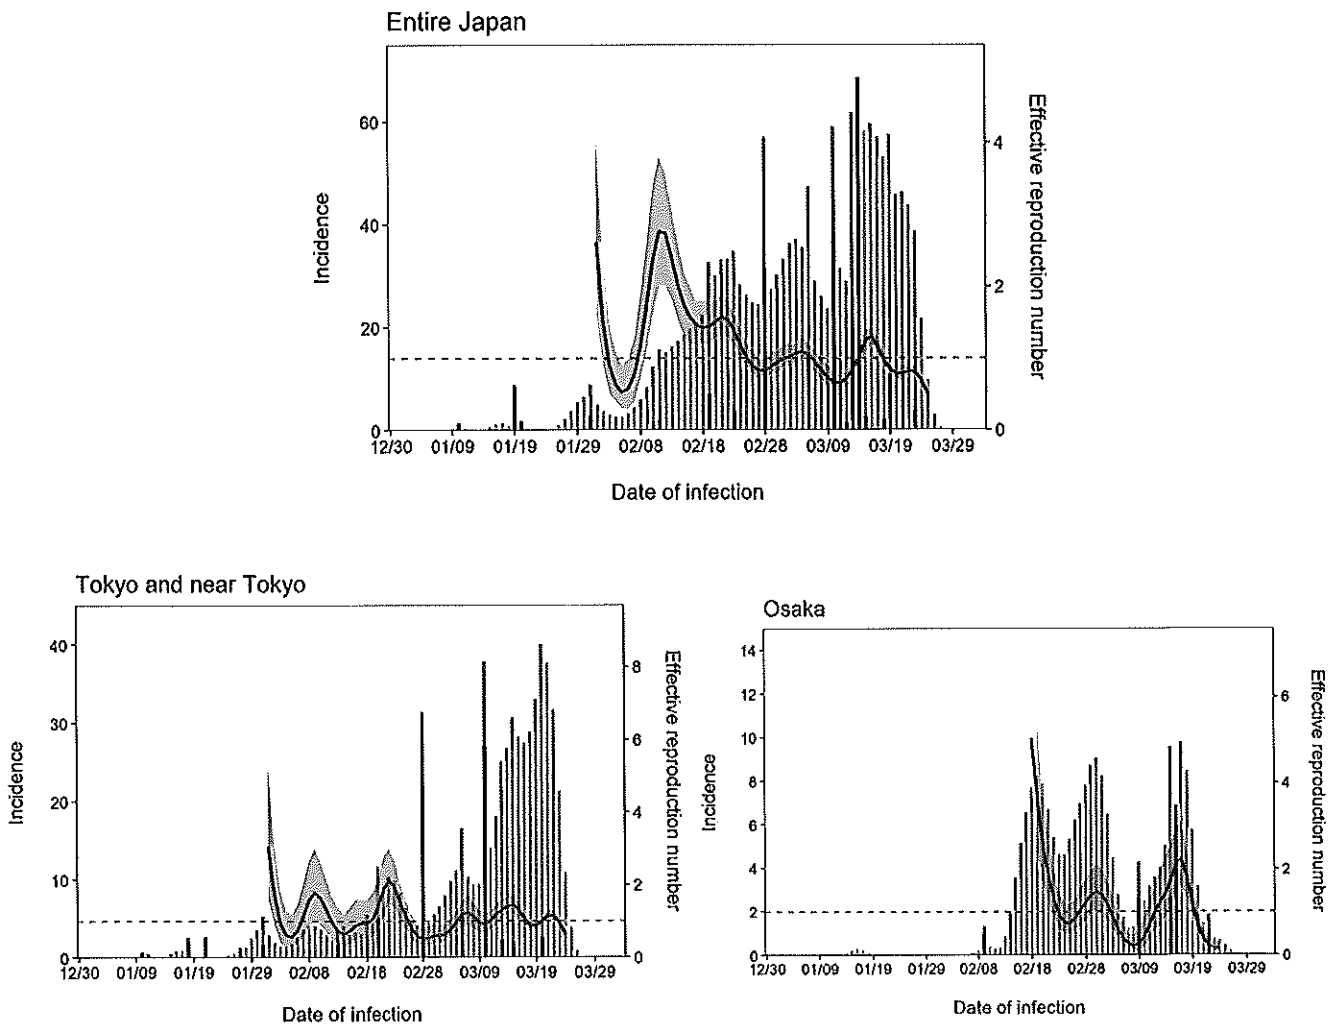 Entire Japan
60
40
20
0
Incidence
4
2
0
Effective reproduction number
12/30 01/09 01/19 01/29 02/08 02/18 02/28 03/09 03/19 03/29
Date of infection
Tokyo and near Tokyo
40
30
20
10
0
Incidence
8
6
4
2
0
Effective reproduction number
12/30 01/09 01/19 01/29 02/08 02/18 02/28 03/09 03/19 03/29
Date of infection
Osaka
14
12
10
8
6
4
2
0
Incidence
6
4
2
0
Effective reproduction number
12/30 01/09 01/19 01/29 02/08 02/18 02/28 03/09 03/19 03/29
Date of infection